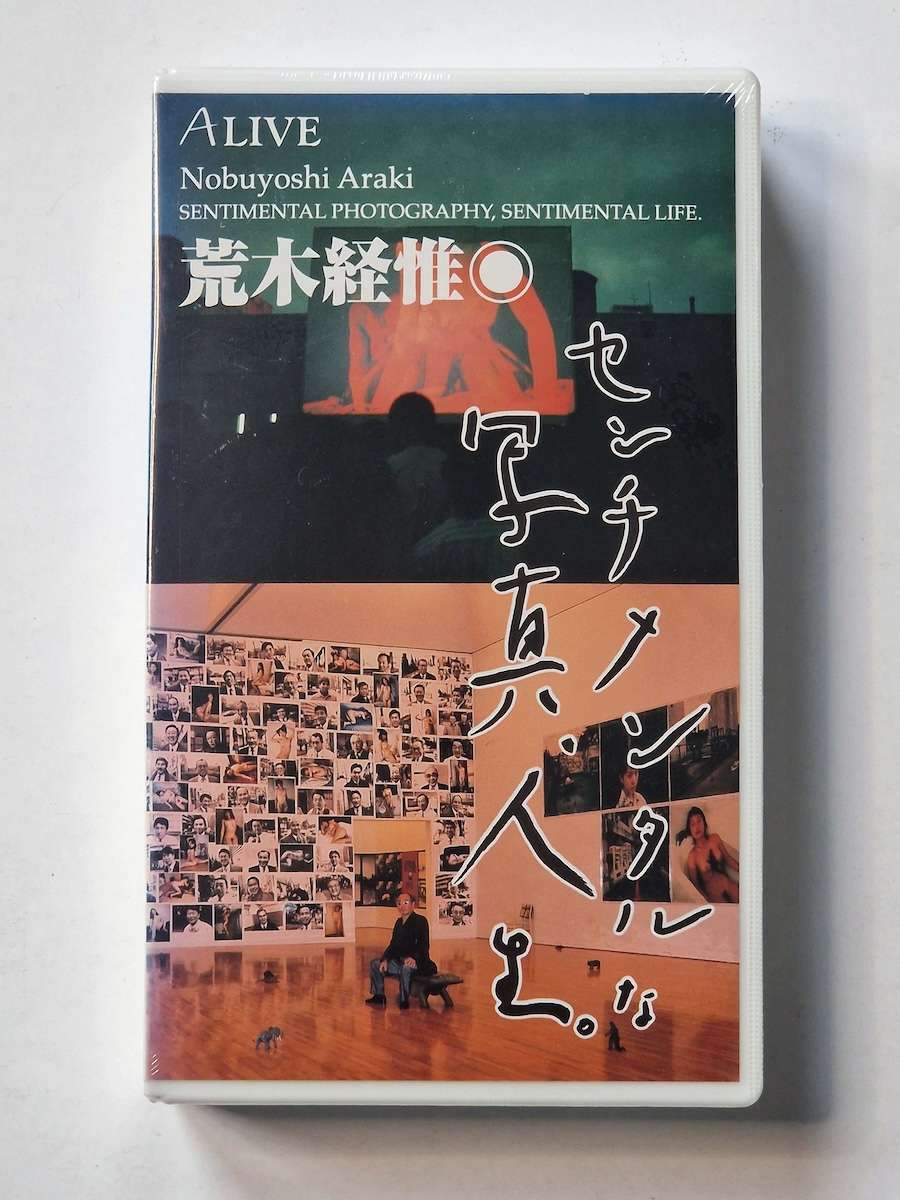 ALIVE
Nobuyoshi Araki
SENTIMENTAL PHOTOGRAPHY, SENTIMENTAL LIFE.
荒木経惟◉
センチメンタルな
写真、人生。